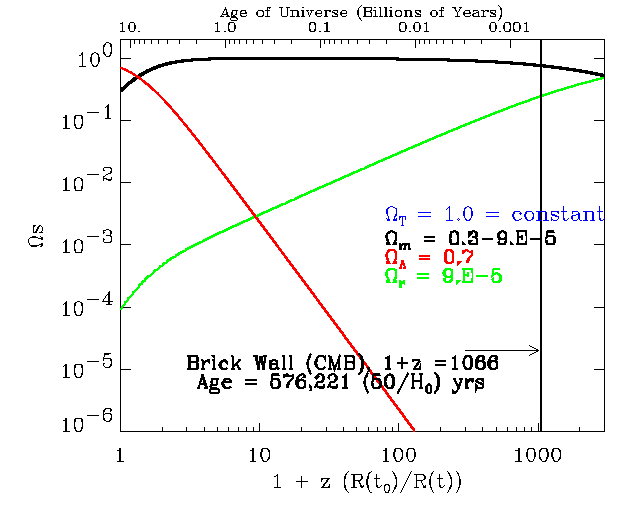 Age of Universe (Billions of Years)
10. 1.0 0.1 0.01 0.001
10^0
10^-1
10^-2
10^-3
10^-4
10^-5
10^-6
Ωs
Ω_T = 1.0 = constant
Ω_m = 0.3-9.E-5
Ω_Λ = 0.7
Ω_r = 9.E-5
Brick Wall (CMB), 1+z =1066
Age = 576,221 (50/H_0) yrs
1 10 100 1000
1 + z (R(t_0)/R(t))